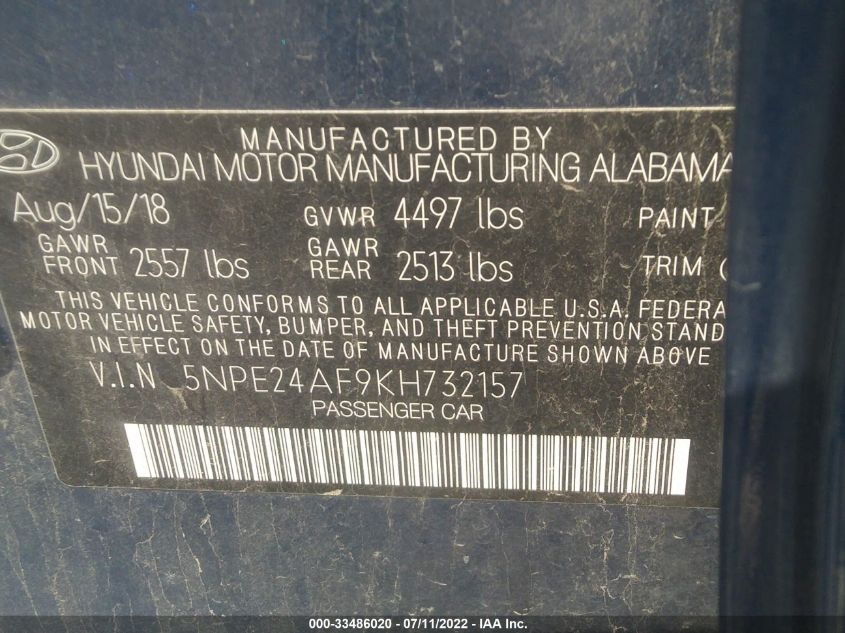 MANUFACTURED BY
HYUNDAI MOTOR MANUFACTURING ALABAMA
Aug/15/18 GVWR 4497 lbs PAINT
GAWR FRONT 2557 lbs GAWR REAR 2513 lbs TRIM
THIS VEHICLE CONFORMS TO ALL APPLICABLE U.S.A. FEDERA
MOTOR VEHICLE SAFETY, BUMPER, AND THEFT PREVENTION STAND
IN EFFECT ON THE DATE OF MANUFACTURE SHOWN ABOVE
V.I.N 5NPE24AF9KH732157
PASSENGER CAR
000-33486020 - 07/11/2022 - IAA Inc.